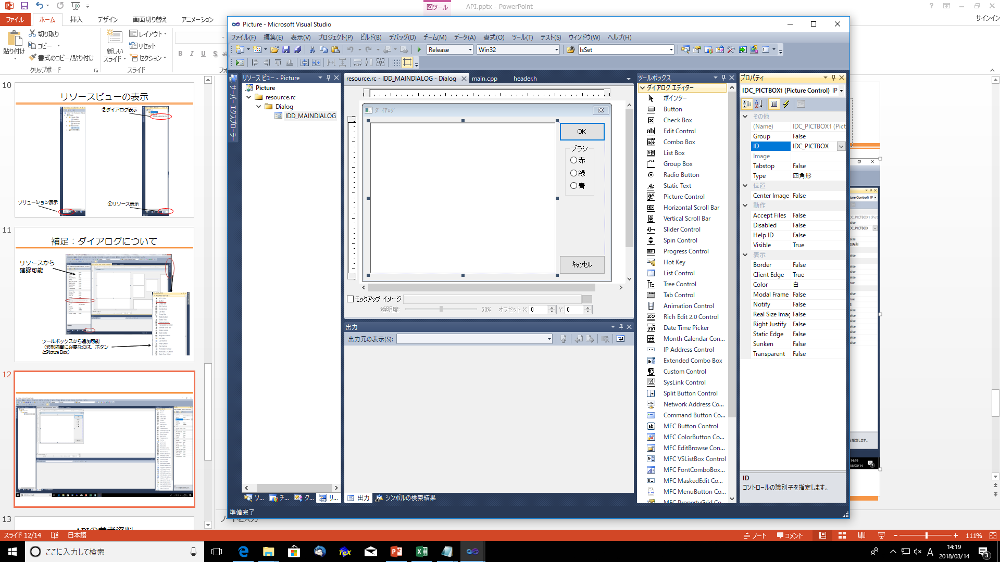 図ツール
API.pptx - PowerPoint
サインイン
ファイル
ホーム
挿入
デザイン
画面切り替え
アニメーション
貼り付け
切り取り
コピー
書式のコピー/貼り付け
クリップボード
新しい
スライド
レイアウト
リセット
セクション
スライド
B I U S
10
リソースビューの表示
②ダイアログ表示
ソリューション表示
①リソース表示
11
補足：ダイアログについて
リソースから
確認可能
ツールボックスから追加可能
（波形描画に必要なのは，ボタン
とPicture Box）
12
13
APIの参考資料
Picture - Microsoft Visual Studio
ファイル(F)
編集(E)
表示(V)
プロジェクト(P)
ビルド(B)
デバッグ(D)
チーム(M)
データ(A)
書式(O)
ツール(T)
テスト(S)
ウィンドウ(W)
ヘルプ(H)
Release
Win32
IsSet
サーバー エクスプローラー
リソース ビュー - Picture
Picture
resource.rc
Dialog
IDD_MAINDIALOG
ソ...
チ...
ク...
リ...
resource.rc - IDD_MAINDIALOG - Dialog
main.cpp
header.h
ダイアログ
OK
ブラシ
赤
緑
青
キャンセル
モックアップ イメージ
...
透明度:
50%
オフセット X:
0
Y:
0
出力
出力元の表示(S):
出力
シンボルの検索結果
ツールボックス
ダイアログ エディター
ポインター
Button
Check Box
Edit Control
Combo Box
List Box
Group Box
Radio Button
Static Text
Picture Control
Horizontal Scroll Bar
Vertical Scroll Bar
Slider Control
Spin Control
Progress Control
Hot Key
List Control
Tree Control
Tab Control
Animation Control
Rich Edit 2.0 Control
Date Time Picker
Month Calendar Con...
IP Address Control
Extended Combo Box
Custom Control
SysLink Control
Split Button Control
Network Address Co...
Command Button Co...
MFC Button Control
MFC ColorButton Co...
MFC EditBrowse Con...
MFC VSListBox Control
MFC FontComboBox...
MFC MaskedEdit Co...
MFC MenuButton Co...
MFC PropertyGrid Co...
プロパティ
IDC_PICTBOX1 (Picture Control) IP
その他
(Name) IDC_PICTBOX1 (Pict
Group False
ID IDC_PICTBOX
Image
Tabstop False
Type 四角形
位置
Center Image False
動作
Accept Files False
Disabled False
Help ID False
Visible True
表示
Border False
Client Edge True
Color 白
Modal Frame False
Notify False
Real Size Imag False
Right Justify False
Static Edge False
Sunken False
Transparent False
ID
コントロールの識別子を指定します。
準備完了
ノートを入力
スライド 12/14
日本語
ノート
コメント
111%
ここに入力して検索
A
14:19
2018/03/14
3